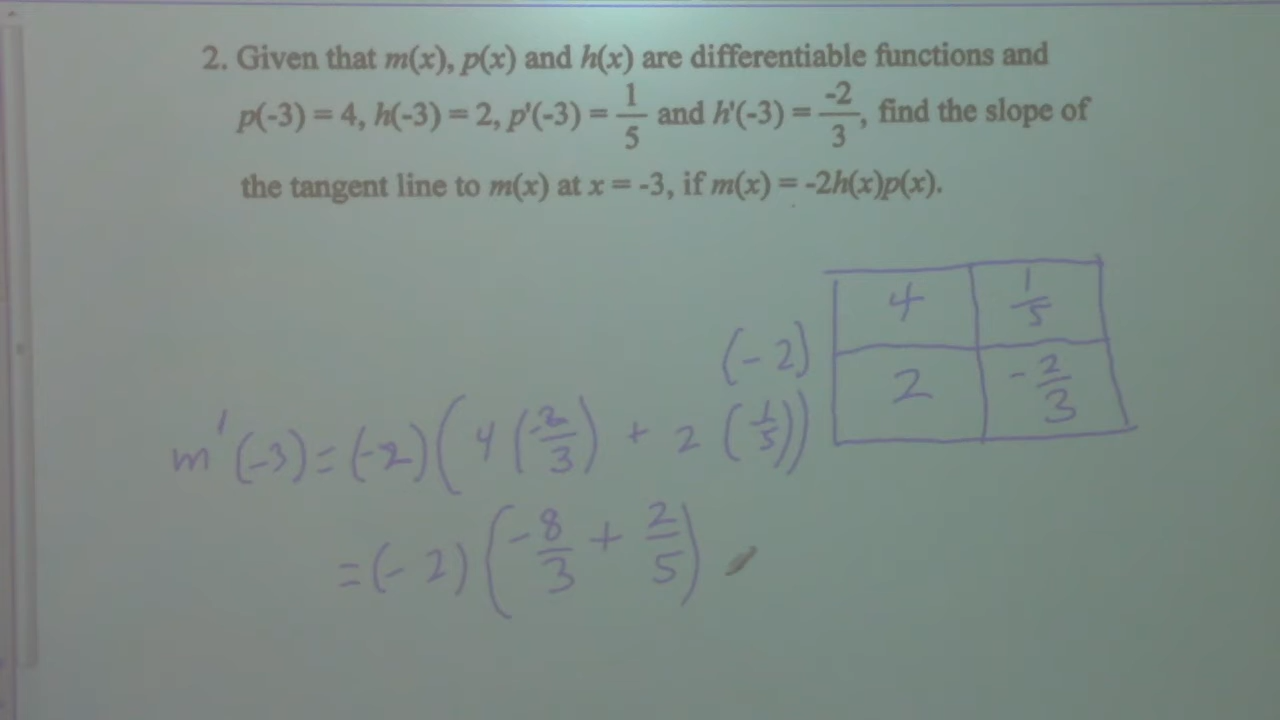 2. Given that m(x), p(x) and h(x) are differentiable functions and
p(-3) = 4, h(-3) = 2, p'(-3) = 1/5 and h'(-3) = -2/3, find the slope of
the tangent line to m(x) at x = -3, if m(x) = -2h(x)p(x).
4 1/5
(-2)
2 -2/3
m'(-3) = (-2)(4(-2/3) + 2(1/5))
= (-2)(-8/3 + 2/5)